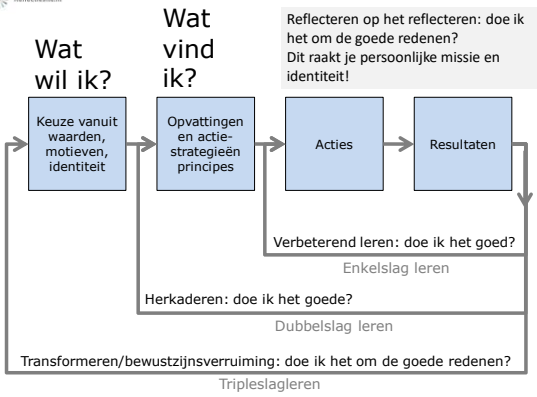 Wat
wil ik?
Wat
vind
ik?
Reflecteren op het reflecteren: doe ik
het om de goede redenen?
Dit raakt je persoonlijke missie en
identiteit!
Keuze vanuit
waarden,
motieven,
identiteit
Opvattingen
en actie-
strategieën
principes
Acties
Resultaten
Verbeterend leren: doe ik het goed?
Enkelslag leren
Herkaderen: doe ik het goede?
Dubbelslag leren
Transformeren/bewustzijnsverruiming: doe ik het om de goede redenen?
Tripleslagleren